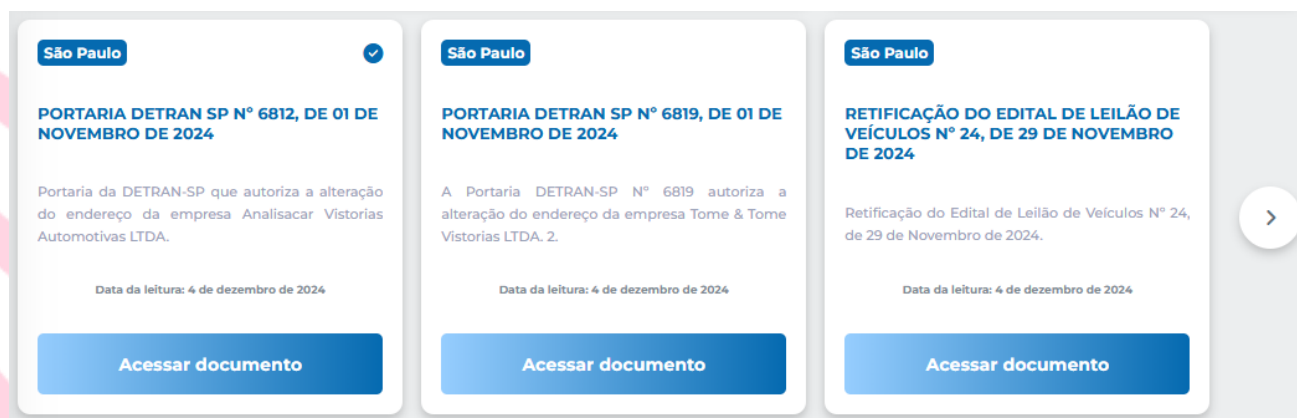 São Paulo
PORTARIA DETRAN SP Nº 6812, DE 01 DE
NOVEMBRO DE 2024
Portaria da DETRAN-SP que autoriza a alteração
do endereço da empresa Analisacar Vistorias
Automotivas LTDA.
Data da leitura: 4 de dezembro de 2024
Acessar documento
São Paulo
PORTARIA DETRAN SP Nº 6819, DE 01 DE
NOVEMBRO DE 2024
A Portaria DETRAN-SP Nº 6819 autoriza a
alteração do endereço da empresa Tome & Tome
Vistorias LTDA. 2.
Data da leitura: 4 de dezembro de 2024
Acessar documento
São Paulo
RETIFICAÇÃO DO EDITAL DE LEILÃO DE
VEÍCULOS Nº 24, DE 29 DE NOVEMBRO
DE 2024
Retificação do Edital de Leilão de Veículos Nº 24,
de 29 de Novembro de 2024.
Data da leitura: 4 de dezembro de 2024
Acessar documento